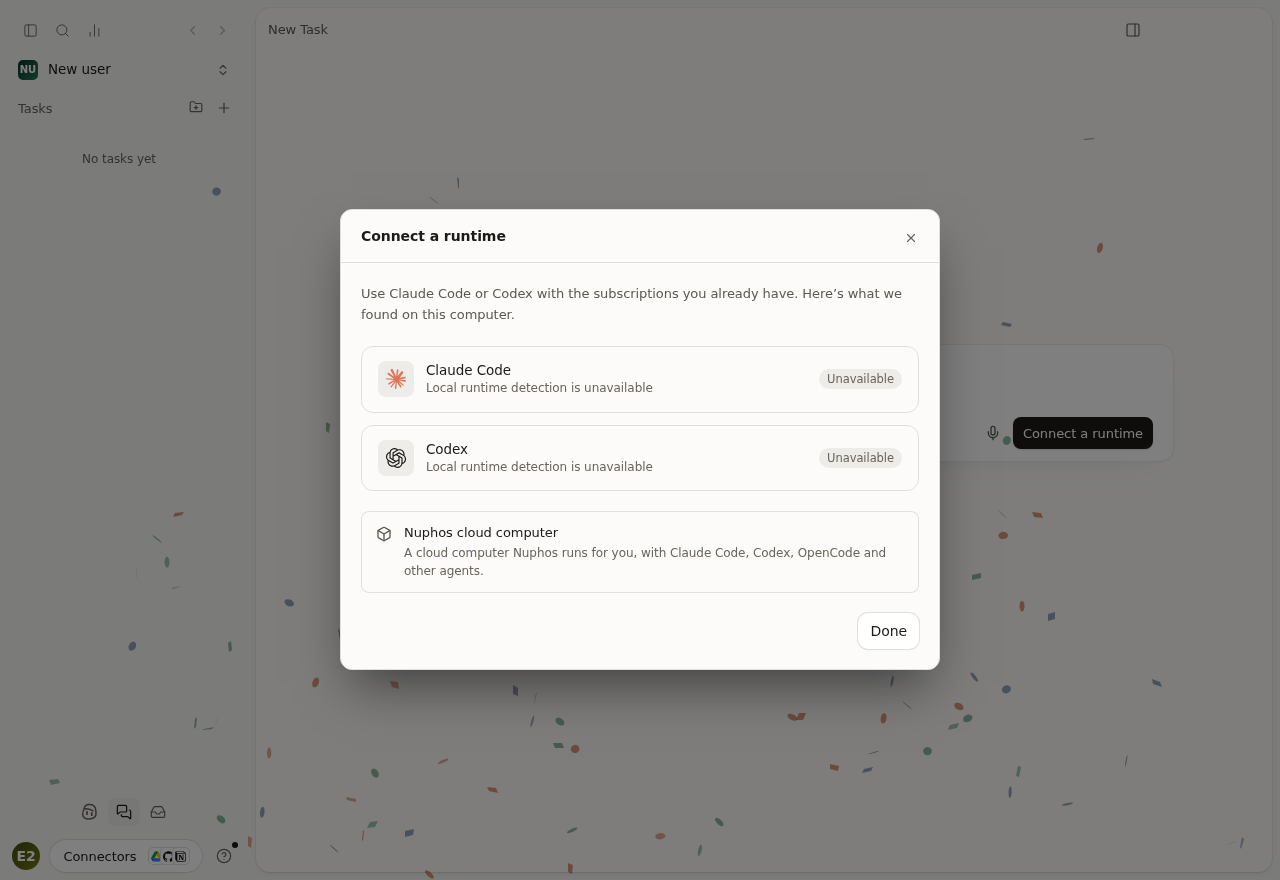 New Task
NU New user
Tasks
No tasks yet
Connect a runtime
Use Claude Code or Codex with the subscriptions you already have. Here’s what we
found on this computer.
Claude Code
Local runtime detection is unavailable
Unavailable
Codex
Local runtime detection is unavailable
Unavailable
Connect a runtime
Nuphos cloud computer
A cloud computer Nuphos runs for you, with Claude Code, Codex, OpenCode and
other agents.
Done
E2 Connectors